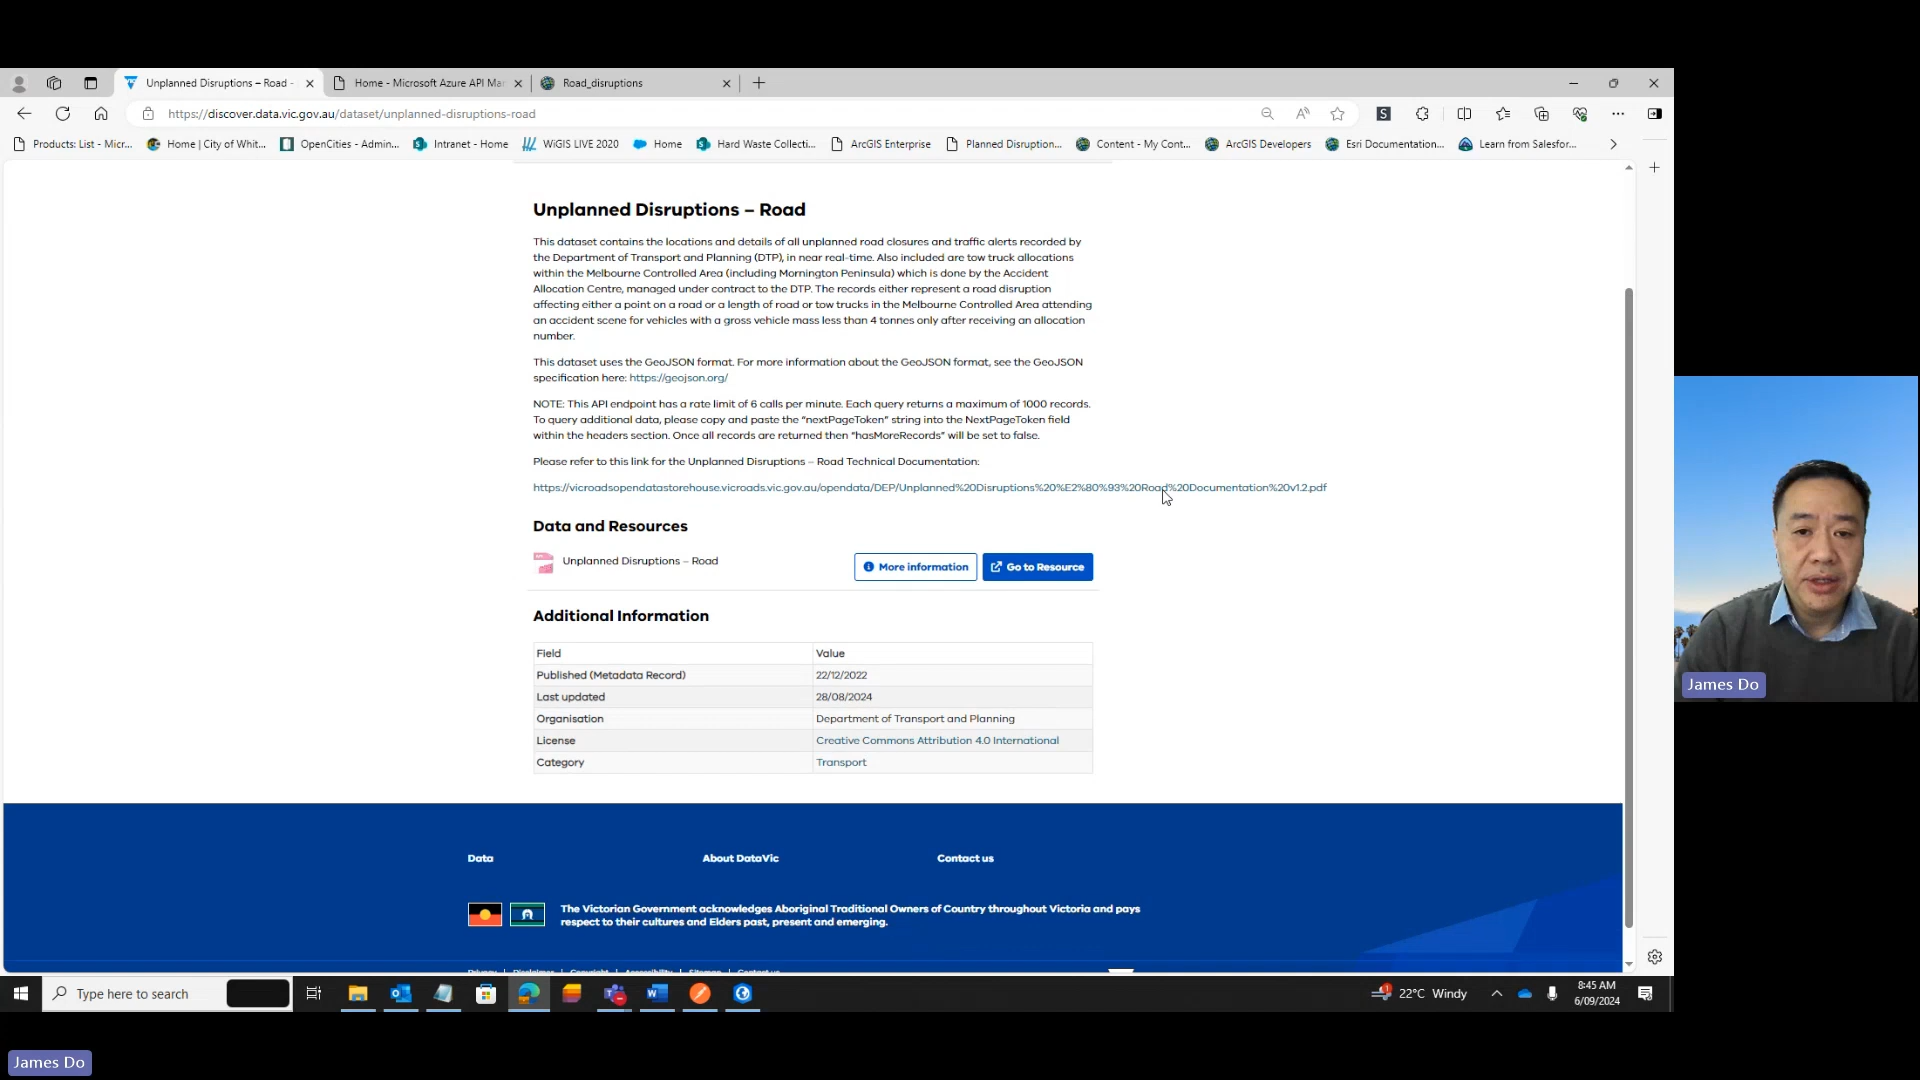 Unplanned Disruptions – Road -
Home - Microsoft Azure API Mar
Road_disruptions
https://discover.data.vic.gov.au/dataset/unplanned-disruptions-road
Products: List - Micr...
Home | City of Whit...
OpenCities - Admin...
Intranet - Home
WiGIS LIVE 2020
Home
Hard Waste Collecti...
ArcGIS Enterprise
Planned Disruption...
Content - My Cont...
ArcGIS Developers
Esri Documentation...
Learn from Salesfor...
Unplanned Disruptions – Road
This dataset contains the locations and details of all unplanned road closures and traffic alerts recorded by
the Department of Transport and Planning (DTP), in near real-time. Also included are tow truck allocations
within the Melbourne Controlled Area (including Mornington Peninsula) which is done by the Accident
Allocation Centre, managed under contract to the DTP. The records either represent a road disruption
affecting either a point on a road or a length of road or tow trucks in the Melbourne Controlled Area attending
an accident scene for vehicles with a gross vehicle mass less than 4 tonnes only after receiving an allocation
number.
This dataset uses the GeoJSON format. For more information about the GeoJSON format, see the GeoJSON
specification here: https://geojson.org/
NOTE: This API endpoint has a rate limit of 6 calls per minute. Each query returns a maximum of 1000 records.
To query additional data, please copy and paste the "nextPageToken" string into the NextPageToken field
within the headers section. Once all records are returned then "hasMoreRecords" will be set to false.
Please refer to this link for the Unplanned Disruptions – Road Technical Documentation:
https://vicroadsopendatastorehouse.vicroads.vic.gov.au/opendata/DEP/Unplanned%20Disruptions%20%E2%80%93%20Road%20Documentation%20v1.2.pdf
Data and Resources
Unplanned Disruptions – Road
More information
Go to Resource
Additional Information
Field Value
Published (Metadata Record) 22/12/2022
Last updated 28/08/2024
Organisation Department of Transport and Planning
License Creative Commons Attribution 4.0 International
Category Transport
Data
About DataVic
Contact us
The Victorian Government acknowledges Aboriginal Traditional Owners of Country throughout Victoria and pays
respect to their cultures and Elders past, present and emerging.
Privacy | Disclaimer | Copyright | Accessibility | Sitemap | Contact us
Type here to search
22°C Windy
8:45 AM
6/09/2024
James Do
James Do